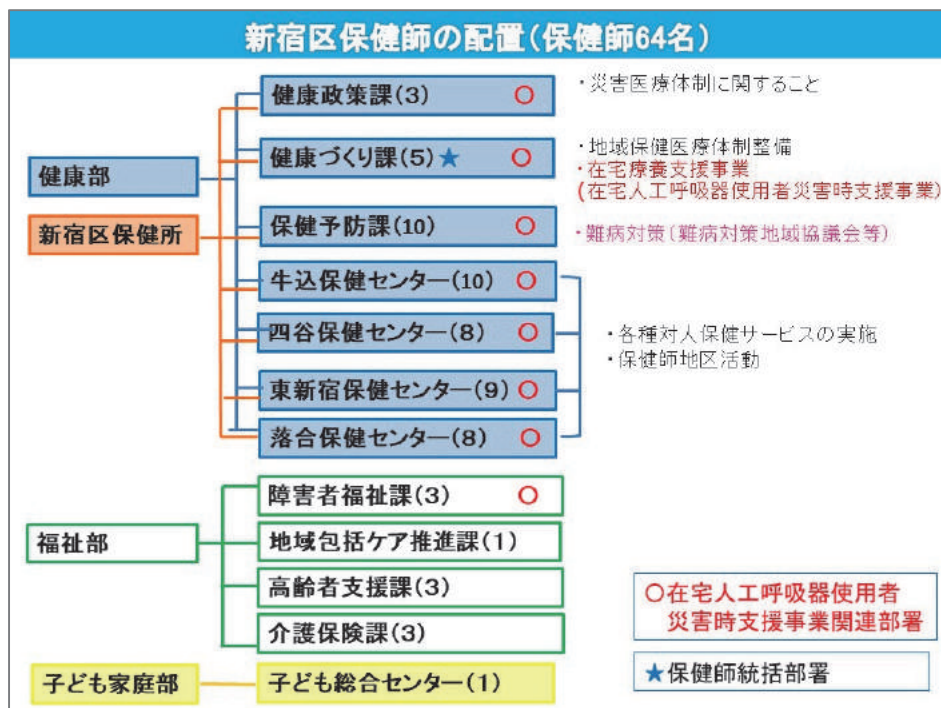 新宿区保健師の配置(保健師64名)
健康部
新宿区保健所
健康政策課(3) ○
・災害医療体制に関すること
健康づくり課(5)★ ○
・地域保健医療体制整備
・在宅療養支援事業
(在宅人工呼吸器使用者災害時支援事業)
保健予防課(10) ○
・難病対策(難病対策地域協議会等)
牛込保健センター(10) ○
四谷保健センター(8) ○
東新宿保健センター(9) ○
落合保健センター(8) ○
・各種対人保健サービスの実施
・保健師地区活動
福祉部
障害者福祉課(3) ○
地域包括ケア推進課(1)
高齢者支援課(3)
介護保険課(3)
子ども家庭部
子ども総合センター(1)
○在宅人工呼吸器使用者
災害時支援事業関連部署
★保健師統括部署